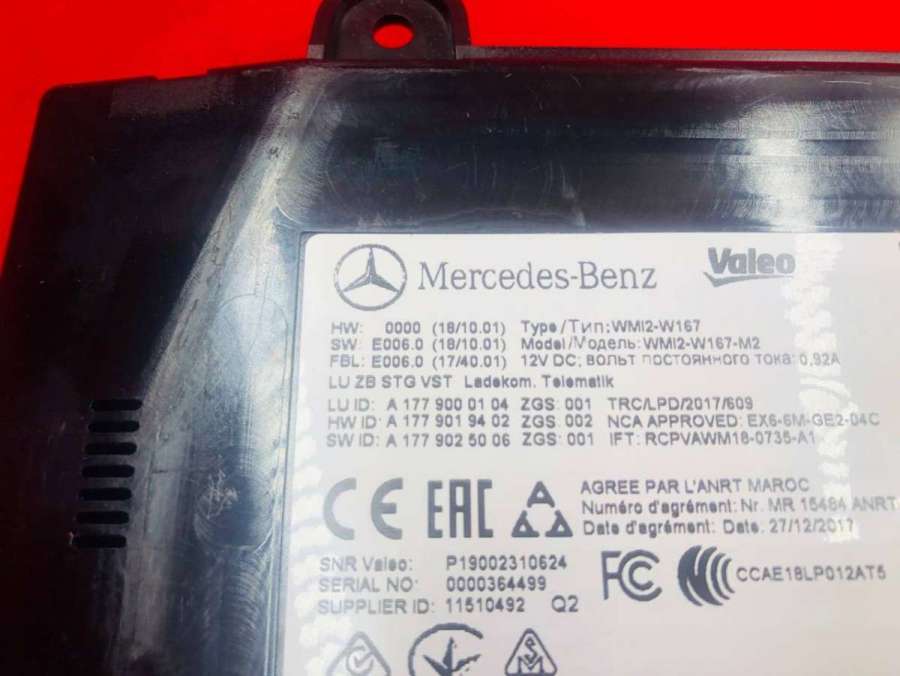 Mercedes-Benz
Valeo
HW: 0000 (18/10.01) Type/Тип: WMI2-W167
SW: E006.0 (18/10.01) Model/Модель: WMI2-W167-M2
FBL: E006.0 (17/40.01) 12V DC; вольт постоянного тока: 0,92A
LU ZB STG VST Ladekom. Telematik
LU ID: A 177 900 01 04 ZGS: 001 TRC/LPD/2017/609
HW ID: A 177 901 94 02 ZGS: 002 NCA APPROVED: EX6-6M-GE2-04C
SW ID: A 177 902 50 06 ZGS: 001 IFT: RCPVAWM18-0735-A1
CE EAC
AGREE PAR L'ANRT MAROC
Numéro d'agrément: Nr. MR 15484 ANRT
Date d'agrément: Date. 27/12/2017
SNR Valeo: P19002310624
SERIAL NO: 0000364499
SUPPLIER ID: 11510492 Q2
FC
CCAE18LP012AT5